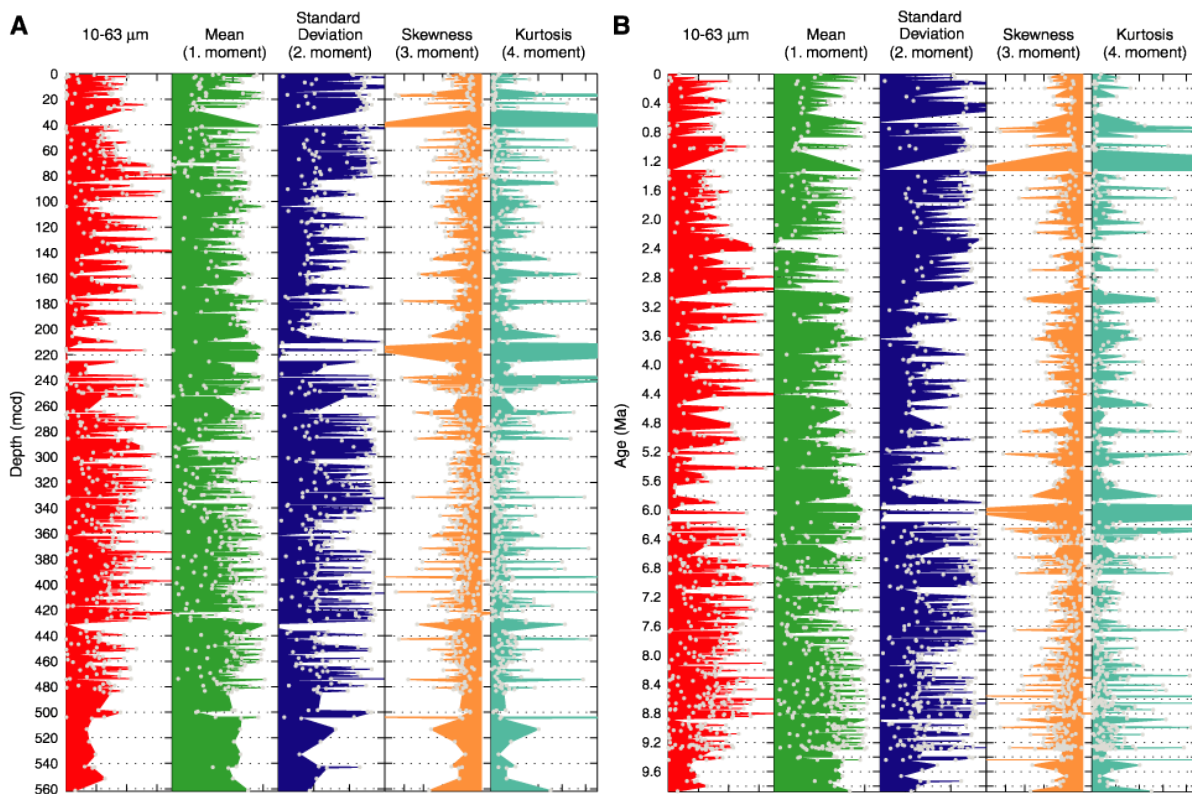 A
10-63 μm
Mean
(1. moment)
Standard
Deviation
(2. moment)
Skewness
(3. moment)
Kurtosis
(4. moment)
Depth (mcd)
0
20
40
60
80
100
120
140
160
180
200
220
240
260
280
300
320
340
360
380
400
420
440
460
480
500
520
540
560
B
10-63 μm
Mean
(1. moment)
Standard
Deviation
(2. moment)
Skewness
(3. moment)
Kurtosis
(4. moment)
Age (Ma)
0
0.4
0.8
1.2
1.6
2.0
2.4
2.8
3.2
3.6
4.0
4.4
4.8
5.2
5.6
6.0
6.4
6.8
7.2
7.6
8.0
8.4
8.8
9.2
9.6